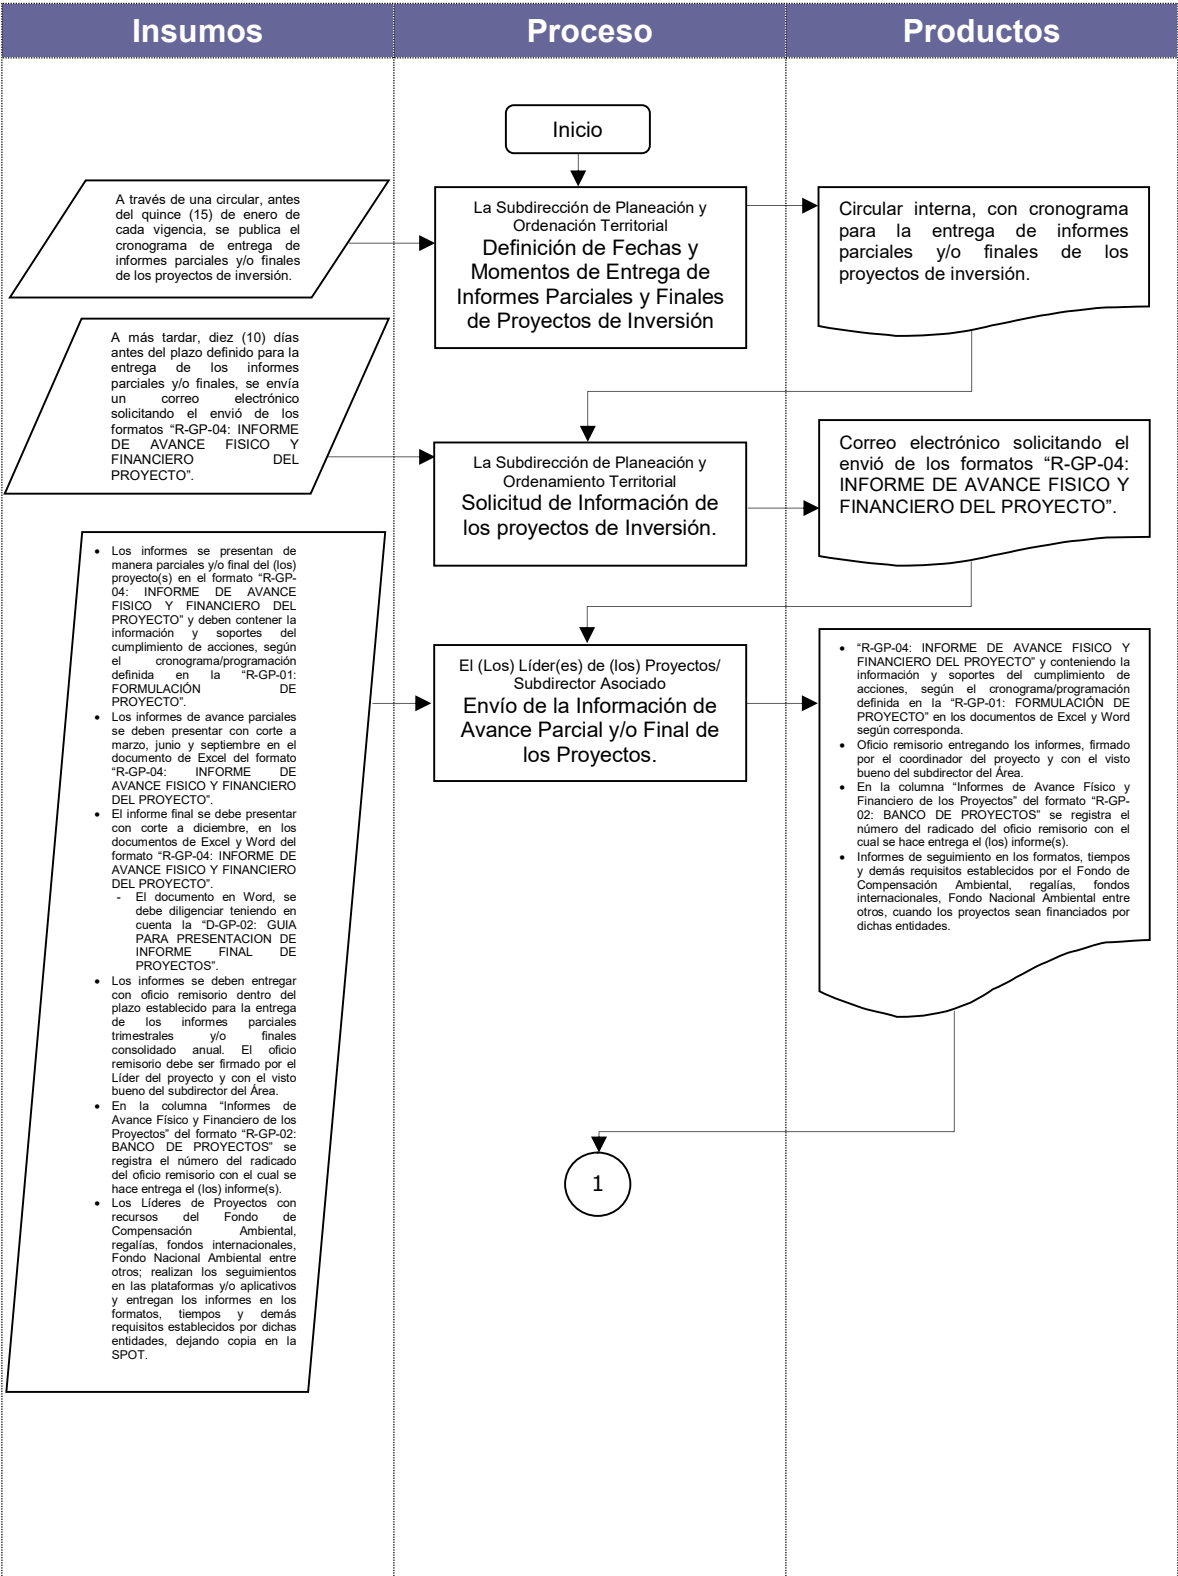 Insumos
Proceso
Productos
Inicio
A través de una circular, antes
del quince (15) de enero de
cada vigencia, se publica el
cronograma de entrega de
informes parciales y/o finales
de los proyectos de inversión.
La Subdirección de Planeación y
Ordenación Territorial
Definición de Fechas y
Momentos de Entrega de
Informes Parciales y Finales
de Proyectos de Inversión
Circular interna, con cronograma
para la entrega de informes
parciales y/o finales de los
proyectos de inversión.
A más tardar, diez (10) días
antes del plazo definido para la
entrega de los informes
parciales y/o finales, se envía
un correo electrónico
solicitando el envió de los
formatos “R-GP-04: INFORME
DE AVANCE FISICO Y
FINANCIERO DEL
PROYECTO”.
La Subdirección de Planeación y
Ordenamiento Territorial
Solicitud de Información de
los proyectos de Inversión.
Correo electrónico solicitando el
envió de los formatos “R-GP-04:
INFORME DE AVANCE FISICO Y
FINANCIERO DEL PROYECTO”.
• Los informes se presentan de
manera parciales y/o final del (los)
proyecto(s) en el formato “R-GP-
04: INFORME DE AVANCE
FISICO Y FINANCIERO DEL
PROYECTO” y deben contener la
información y soportes del
cumplimiento de acciones, según
el cronograma/programación
definida en la “R-GP-01:
FORMULACIÓN DE
PROYECTO”.
• Los informes de avance parciales
se deben presentar con corte a
marzo, junio y septiembre en el
documento de Excel del formato
“R-GP-04: INFORME DE
AVANCE FISICO Y FINANCIERO
DEL PROYECTO”.
• El informe final se debe presentar
con corte a diciembre, en los
documentos de Excel y Word del
formato “R-GP-04: INFORME DE
AVANCE FISICO Y FINANCIERO
DEL PROYECTO”.
- El documento en Word, se
debe diligenciar teniendo en
cuenta la “D-GP-02: GUIA
PARA PRESENTACION DE
INFORME FINAL DE
PROYECTOS”.
• Los informes se deben entregar
con oficio remisorio dentro del
plazo establecido para la entrega
de los informes parciales
trimestrales y/o finales
consolidado anual. El oficio
remisorio debe ser firmado por el
Líder del proyecto y con el visto
bueno del subdirector del Área.
• En la columna “Informes de
Avance Físico y Financiero de los
Proyectos” del formato “R-GP-02:
BANCO DE PROYECTOS” se
registra el número del radicado
del oficio remisorio con el cual se
hace entrega el (los) informe(s).
• Los Líderes de Proyectos con
recursos del Fondo de
Compensación Ambiental,
regalías, fondos internacionales,
Fondo Nacional Ambiental entre
otros; realizan los seguimientos
en las plataformas y/o aplicativos
y entregan los informes en los
formatos, tiempos y demás
requisitos establecidos por dichas
entidades, dejando copia en la
SPOT.
El (Los) Líder(es) de (los) Proyectos/
Subdirector Asociado
Envío de la Información de
Avance Parcial y/o Final de
los Proyectos.
• “R-GP-04: INFORME DE AVANCE FISICO Y
FINANCIERO DEL PROYECTO” y conteniendo la
información y soportes del cumplimiento de
acciones, según el cronograma/programación
definida en la “R-GP-01: FORMULACIÓN DE
PROYECTO” en los documentos de Excel y Word
según corresponda.
• Oficio remisorio entregando los informes, firmado
por el coordinador del proyecto y con el visto
bueno del subdirector del Área.
• En la columna “Informes de Avance Físico y
Financiero de los Proyectos” del formato “R-GP-
02: BANCO DE PROYECTOS” se registra el
número del radicado del oficio remisorio con el
cual se hace entrega el (los) informe(s).
• Informes de seguimiento en los formatos, tiempos
y demás requisitos establecidos por el Fondo de
Compensación Ambiental, regalías, fondos
internacionales, Fondo Nacional Ambiental entre
otros, cuando los proyectos sean financiados por
dichas entidades.
1